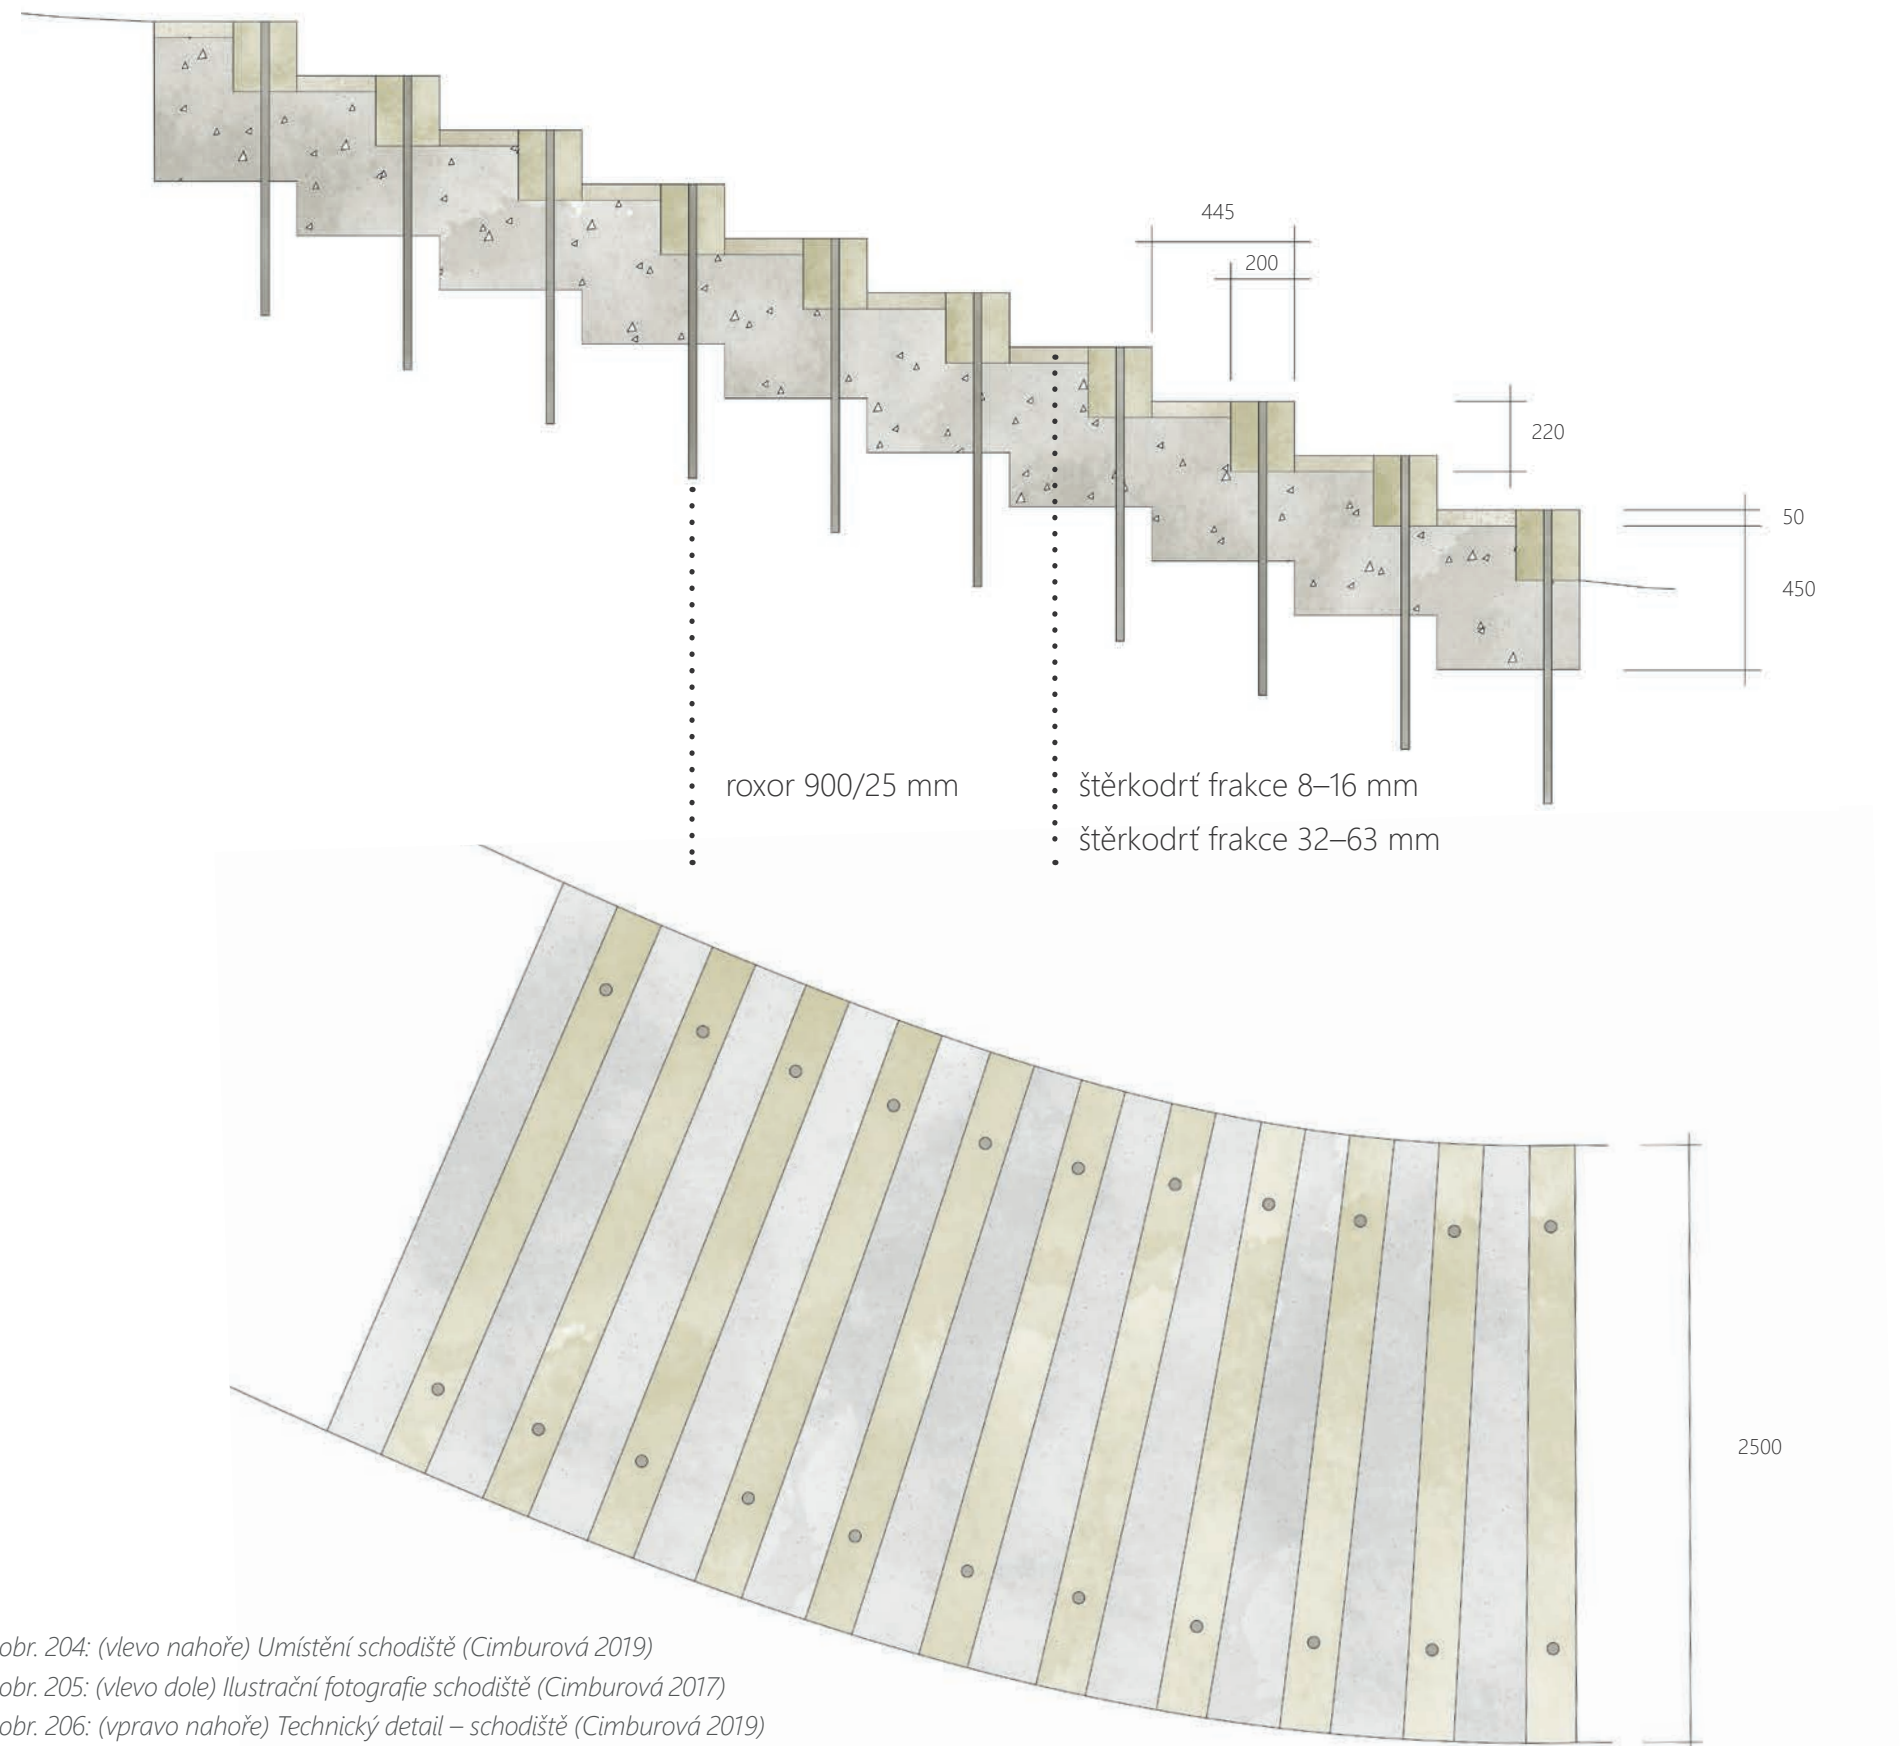 445
200
220
50
450
roxor 900/25 mm
štěrkodrť frakce 8–16 mm
štěrkodrť frakce 32–63 mm
2500
obr. 204: (vlevo nahoře) Umístění schodiště (Cimburová 2019)
obr. 205: (vlevo dole) Ilustrační fotografie schodiště (Cimburová 2017)
obr. 206: (vpravo nahoře) Technický detail – schodiště (Cimburová 2019)